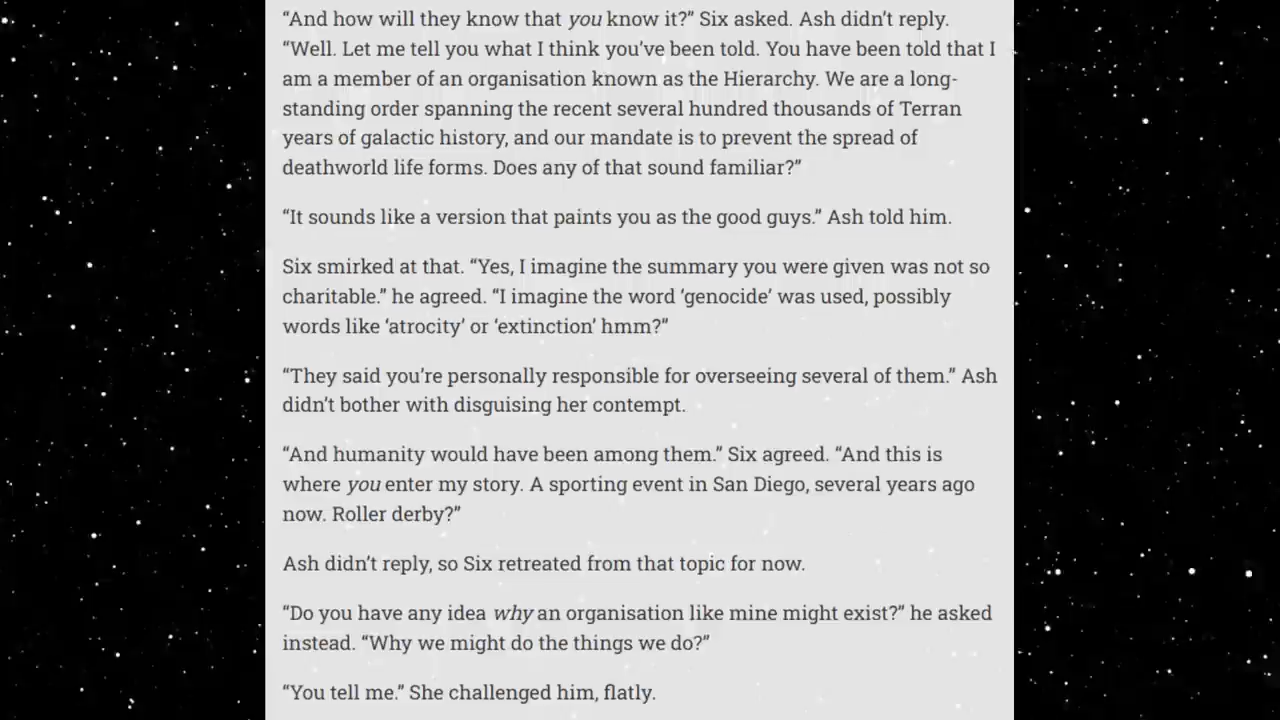 “And how will they know that you know it?” Six asked. Ash didn’t reply.
“Well. Let me tell you what I think you’ve been told. You have been told that I
am a member of an organisation known as the Hierarchy. We are a long-
standing order spanning the recent several hundred thousands of Terran
years of galactic history, and our mandate is to prevent the spread of
deathworld life forms. Does any of that sound familiar?”
“It sounds like a version that paints you as the good guys.” Ash told him.
Six smirked at that. “Yes, I imagine the summary you were given was not so
charitable.” he agreed. “I imagine the word ‘genocide’ was used, possibly
words like ‘atrocity’ or ‘extinction’ hmm?”
“They said you’re personally responsible for overseeing several of them.” Ash
didn’t bother with disguising her contempt.
“And humanity would have been among them.” Six agreed. “And this is
where you enter my story. A sporting event in San Diego, several years ago
now. Roller derby?”
Ash didn’t reply, so Six retreated from that topic for now.
“Do you have any idea why an organisation like mine might exist?” he asked
instead. “Why we might do the things we do?”
“You tell me.” She challenged him, flatly.